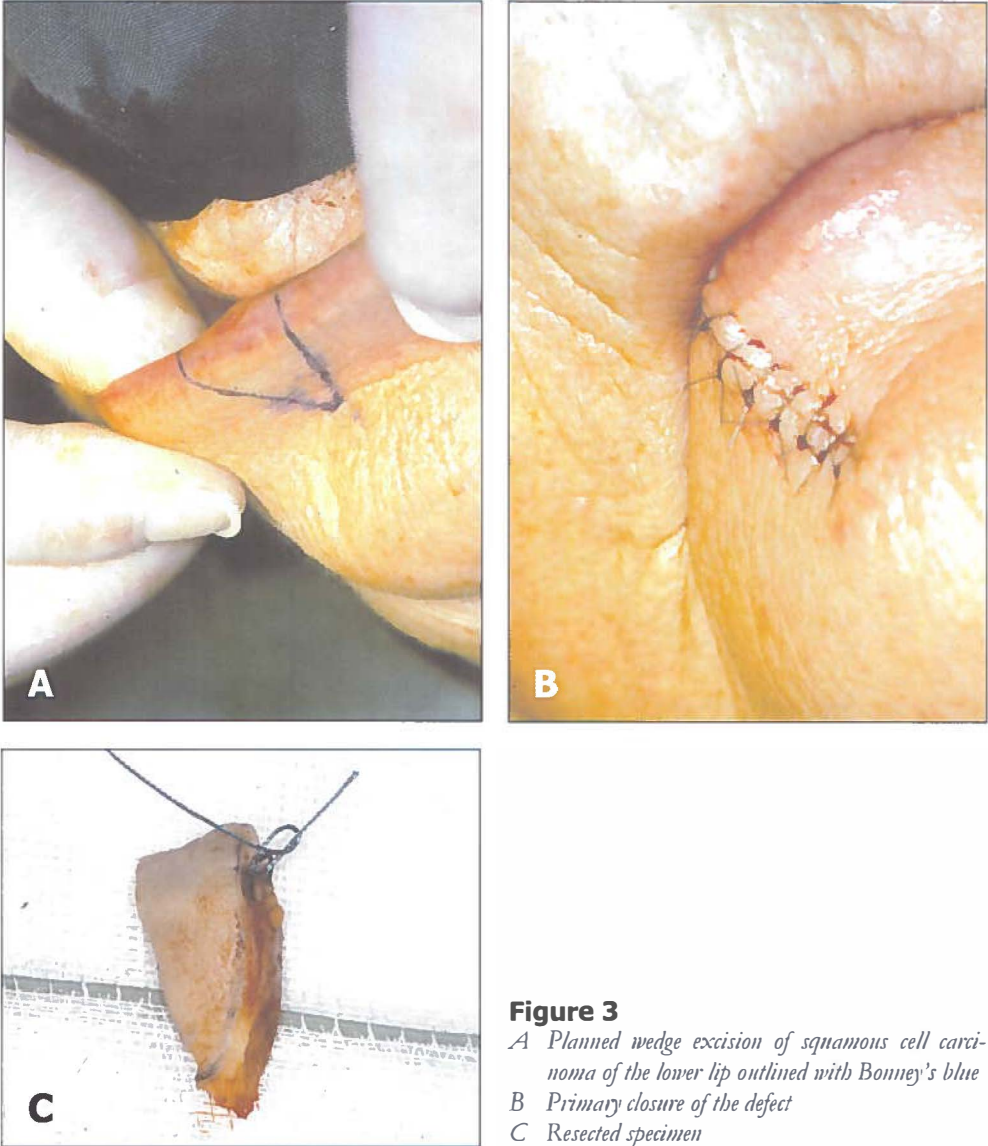 A
B
C
Figure 3
A Planned wedge excision of squamous cell carci-
noma of the lower lip outlined with Bonney's blue
B Primary closure of the defect
C Resected specimen